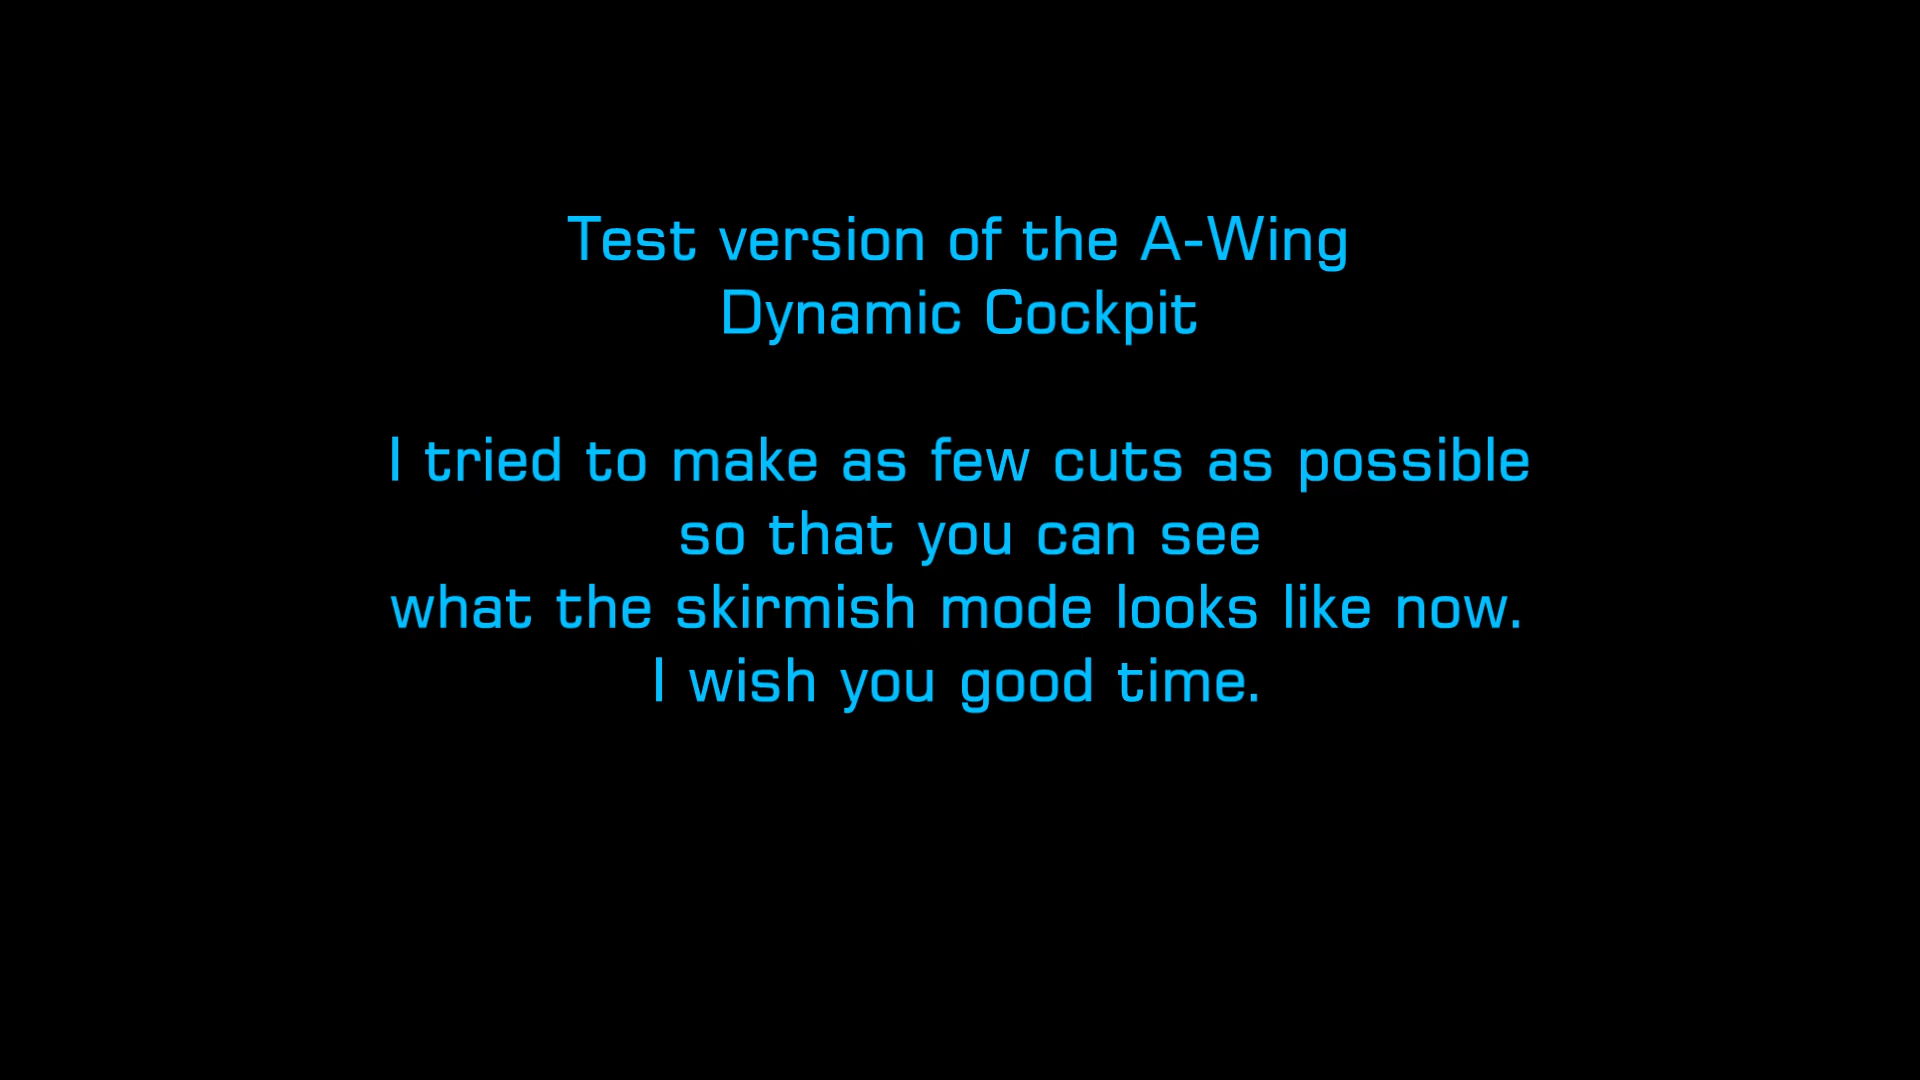 Test version of the A-Wing
Dynamic Cockpit
I tried to make as few cuts as possible
so that you can see
what the skirmish mode looks like now.
I wish you good time.